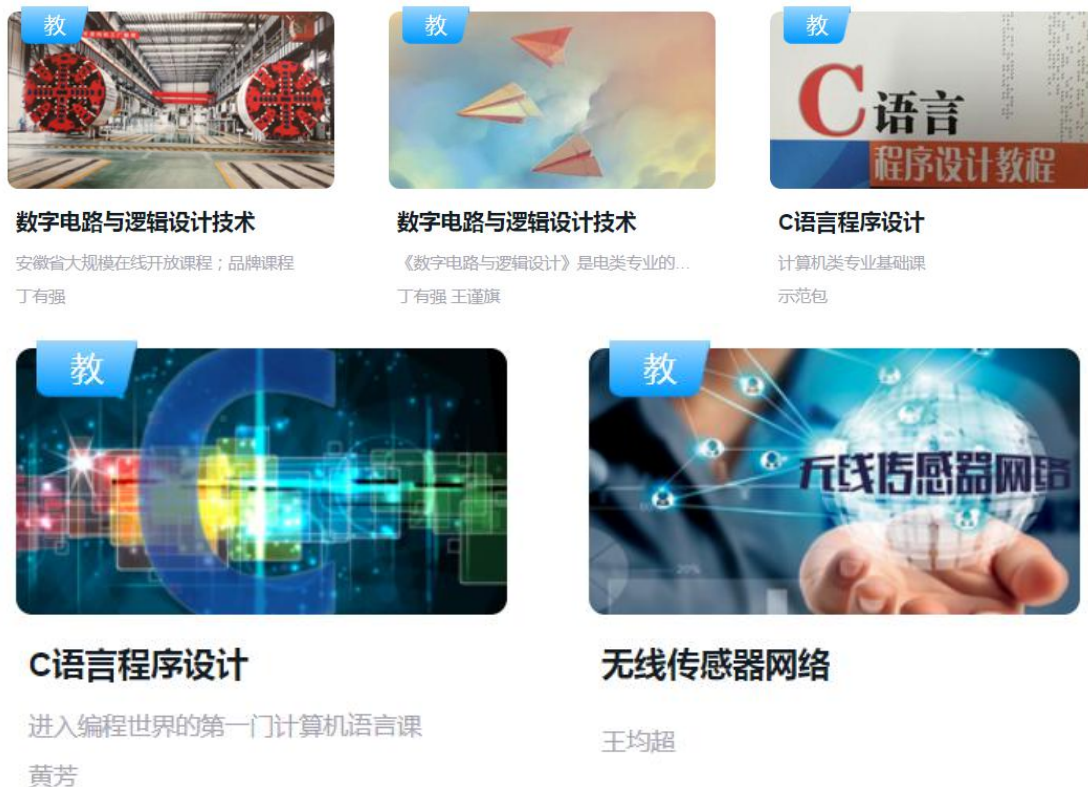 教
教
教
C语言
程序设计教程
数字电路与逻辑设计技术
安徽省大规模在线开放课程；品牌课程
丁有强
数字电路与逻辑设计技术
《数字电路与逻辑设计》是电类专业的...
丁有强 王谨旗
C语言程序设计
计算机类专业基础课
示范包
教
C
教
无线传感器网络
20%
C语言程序设计
进入编程世界的第一门计算机语言课
黄芳
无线传感器网络
王均超